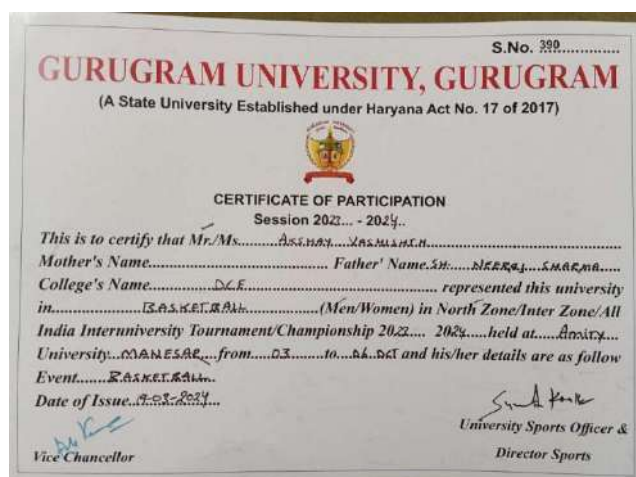 S.No. 390..............
GURUGRAM UNIVERSITY, GURUGRAM
(A State University Established under Haryana Act No. 17 of 2017)
CERTIFICATE OF PARTICIPATION
Session 2023... - 2024..
This is to certify that Mr./Ms. AKSHAY VASHISHTH
Mother's Name.................... Father' Name. SH. NEERAJ SHARMA
College's Name. DCE represented this university
in BASKETBALL (Men/Women) in North Zone/Inter Zone/All
India Interuniversity Tournament/Championship 2023.... 2024 held at AMITY
University MANESAR from 03 to 06 OCT and his/her details are as follow
Event BASKETBALL
Date of Issue -03-2024
University Sports Officer &
Vice Chancellor
Director Sports